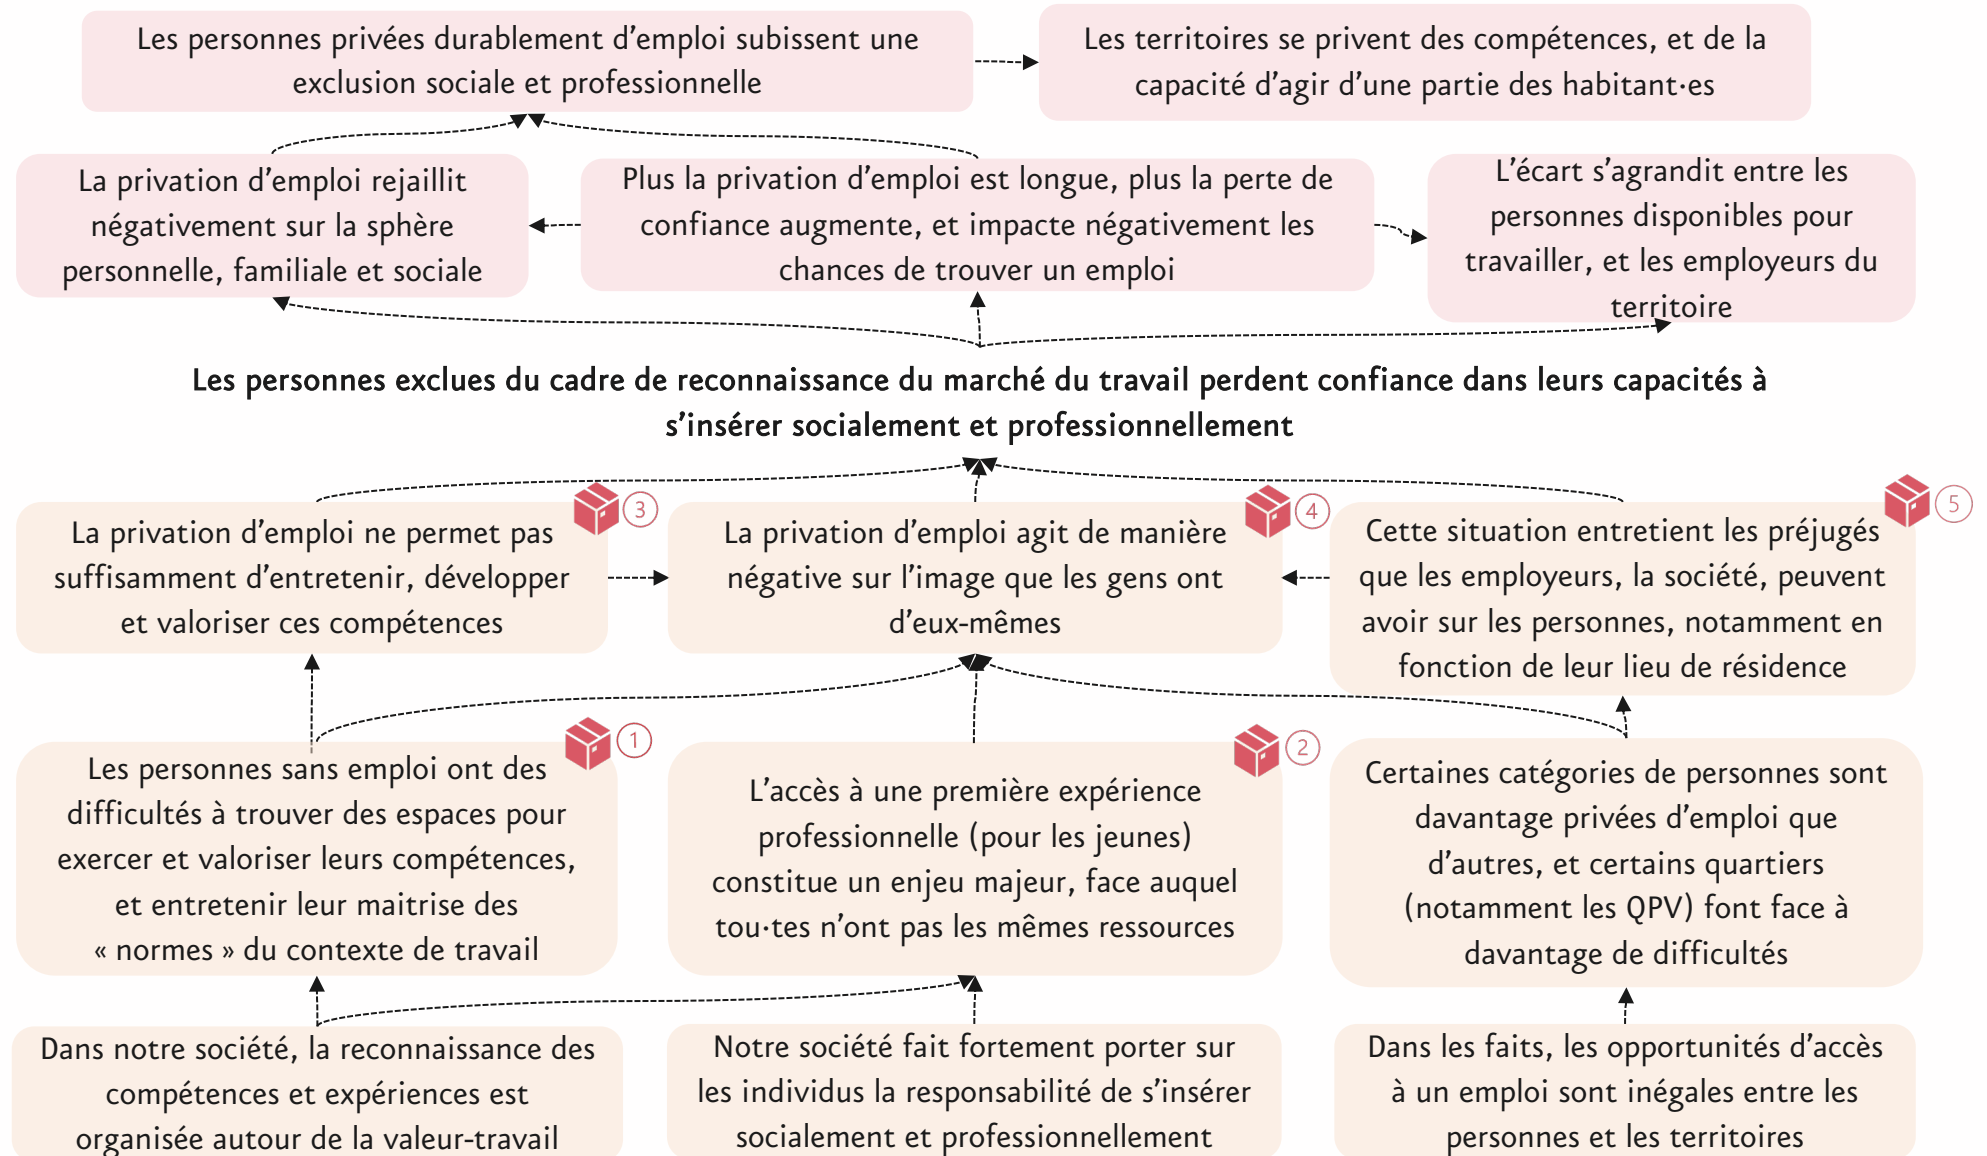 Les personnes privées durablement d’emploi subissent une
exclusion sociale et professionnelle
Les territoires se privent des compétences, et de la
capacité d’agir d’une partie des habitant·es
La privation d’emploi rejaillit
négativement sur la sphère
personnelle, familiale et sociale
Plus la privation d’emploi est longue, plus la perte de
confiance augmente, et impacte négativement les
chances de trouver un emploi
L’écart s’agrandit entre les
personnes disponibles pour
travailler, et les employeurs du
territoire
Les personnes exclues du cadre de reconnaissance du marché du travail perdent confiance dans leurs capacités à
s’insérer socialement et professionnellement
3
La privation d’emploi ne permet pas
suffisamment d’entretenir, développer
et valoriser ces compétences
4
La privation d’emploi agit de manière
négative sur l’image que les gens ont
d’eux-mêmes
5
Cette situation entretient les préjugés
que les employeurs, la société, peuvent
avoir sur les personnes, notamment en
fonction de leur lieu de résidence
1
Les personnes sans emploi ont des
difficultés à trouver des espaces pour
exercer et valoriser leurs compétences,
et entretenir leur maitrise des
« normes » du contexte de travail
2
L’accès à une première expérience
professionnelle (pour les jeunes)
constitue un enjeu majeur, face auquel
tou·tes n’ont pas les mêmes ressources
Certaines catégories de personnes sont
davantage privées d’emploi que
d’autres, et certains quartiers
(notamment les QPV) font face à
davantage de difficultés
Dans notre société, la reconnaissance des
compétences et expériences est
organisée autour de la valeur-travail
Notre société fait fortement porter sur
les individus la responsabilité de s’insérer
socialement et professionnellement
Dans les faits, les opportunités d’accès
à un emploi sont inégales entre les
personnes et les territoires